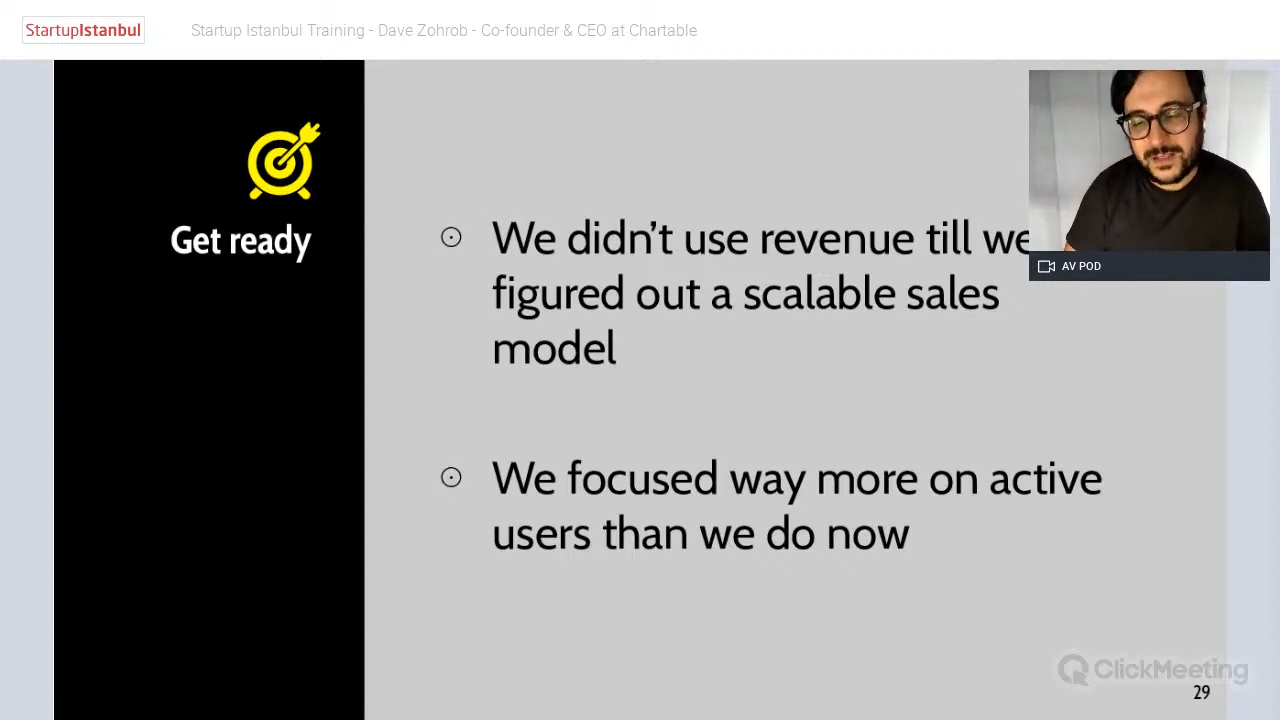 StartupIstanbul
Startup Istanbul Training - Dave Zohrob - Co-founder & CEO at Chartable
Get ready
We didn't use revenue till we
figured out a scalable sales
model
We focused way more on active
users than we do now
AV POD
ClickMeeting
29